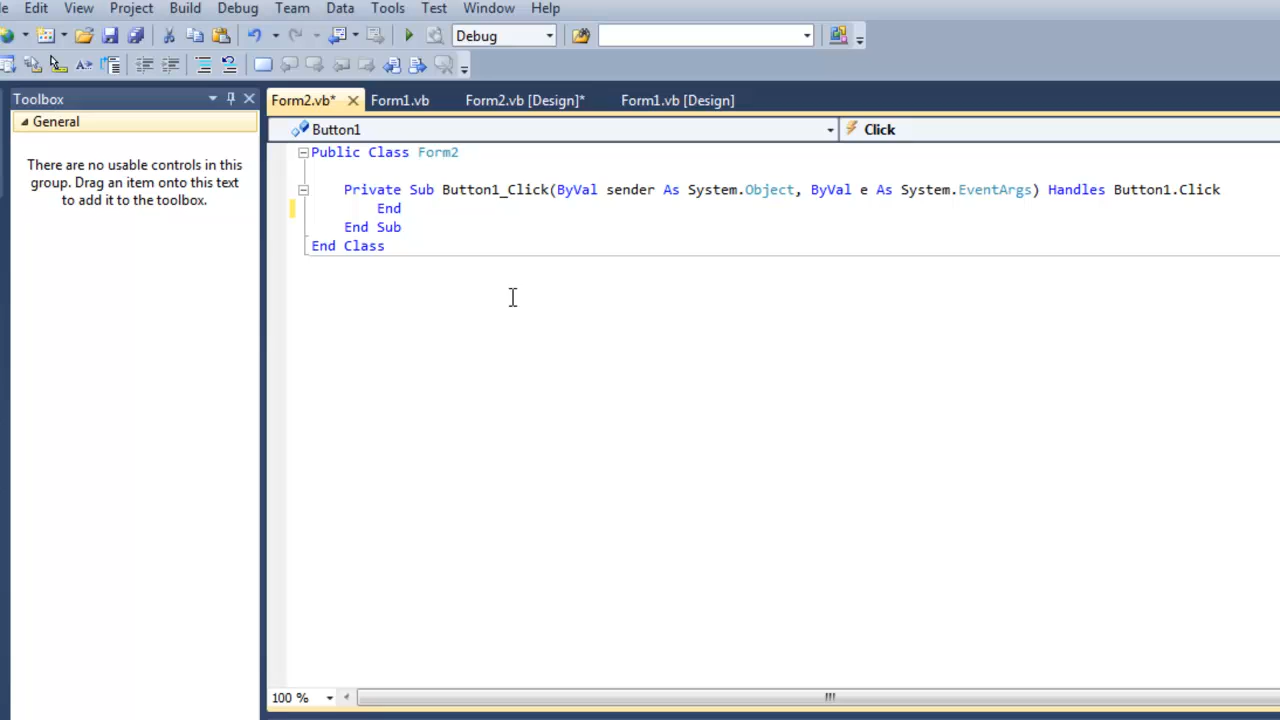 e Edit View Project Build Debug Team Data Tools Test Window Help
Debug
Toolbox
General
There are no usable controls in this
group. Drag an item onto this text
to add it to the toolbox.
Form2.vb* Form1.vb Form2.vb [Design]* Form1.vb [Design]
Button1 Click
Public Class Form2
Private Sub Button1_Click(ByVal sender As System.Object, ByVal e As System.EventArgs) Handles Button1.Click
End
End Sub
End Class
100 %